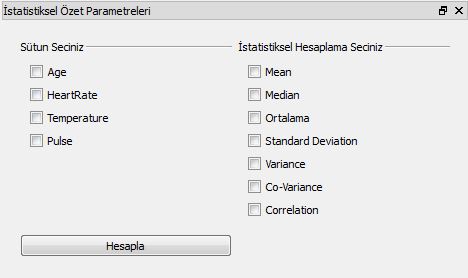 İstatistiksel Özet Parametreleri
Sütun Seciniz
Age
HeartRate
Temperature
Pulse
Hesapla
İstatistiksel Hesaplama Seciniz
Mean
Median
Ortalama
Standard Deviation
Variance
Co-Variance
Correlation